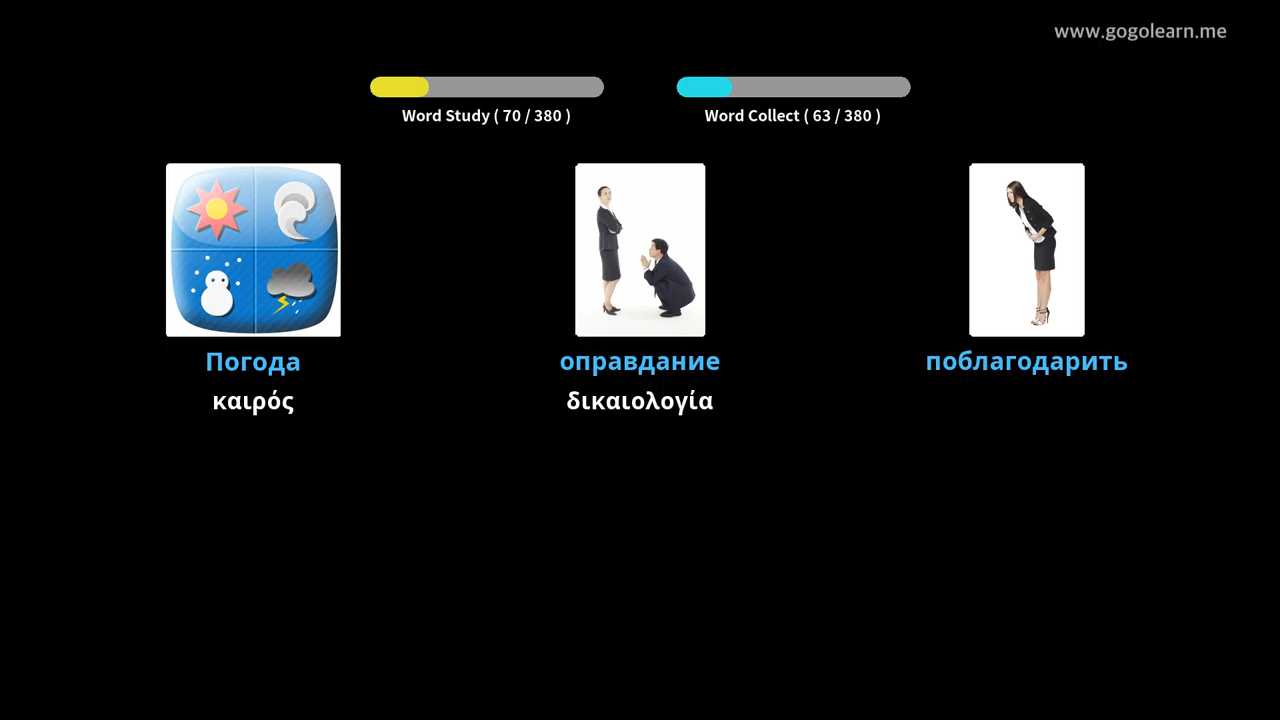 www.gogolearn.me
Word Study ( 70 / 380 )
Word Collect ( 63 / 380 )
Погода
оправдание
поблагодарить
καιρός
δικαιολογία